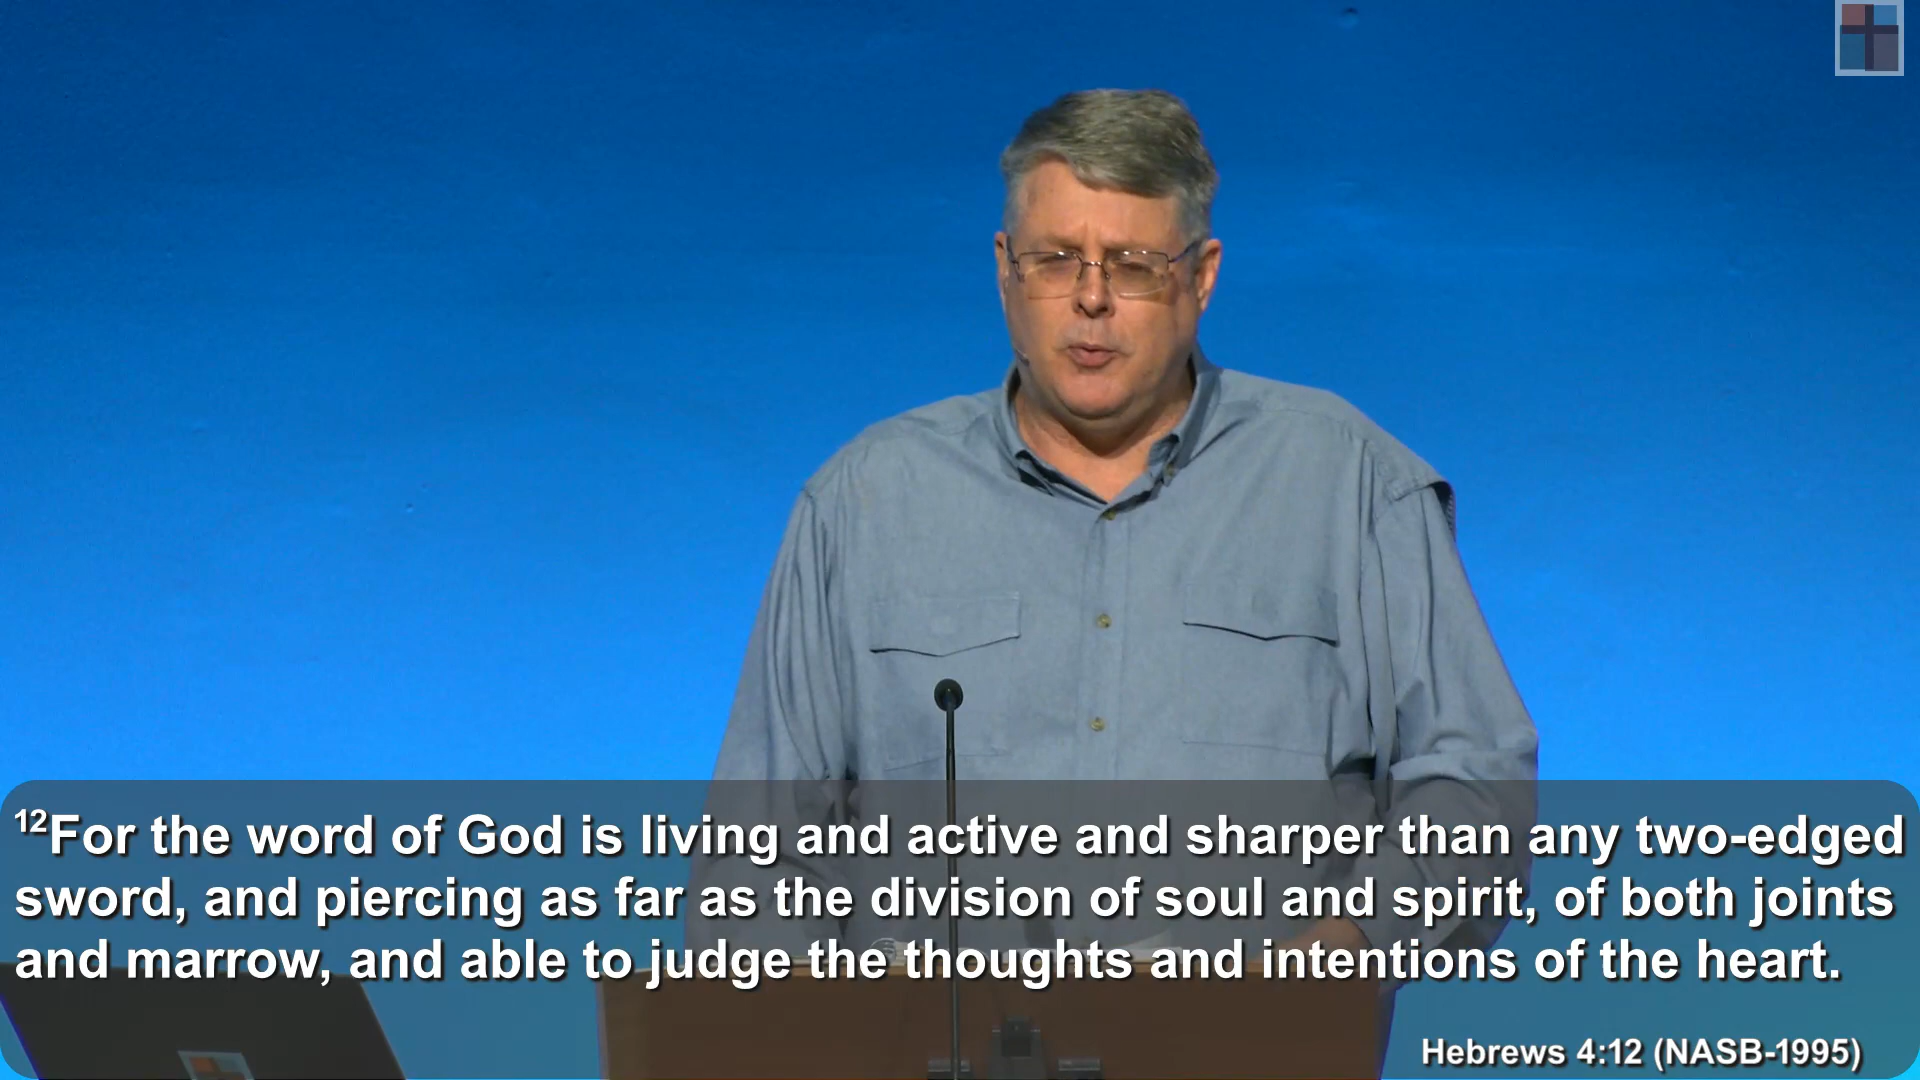 ¹²For the word of God is living and active and sharper than any two-edged
sword, and piercing as far as the division of soul and spirit, of both joints
and marrow, and able to judge the thoughts and intentions of the heart.
Hebrews 4:12 (NASB-1995)